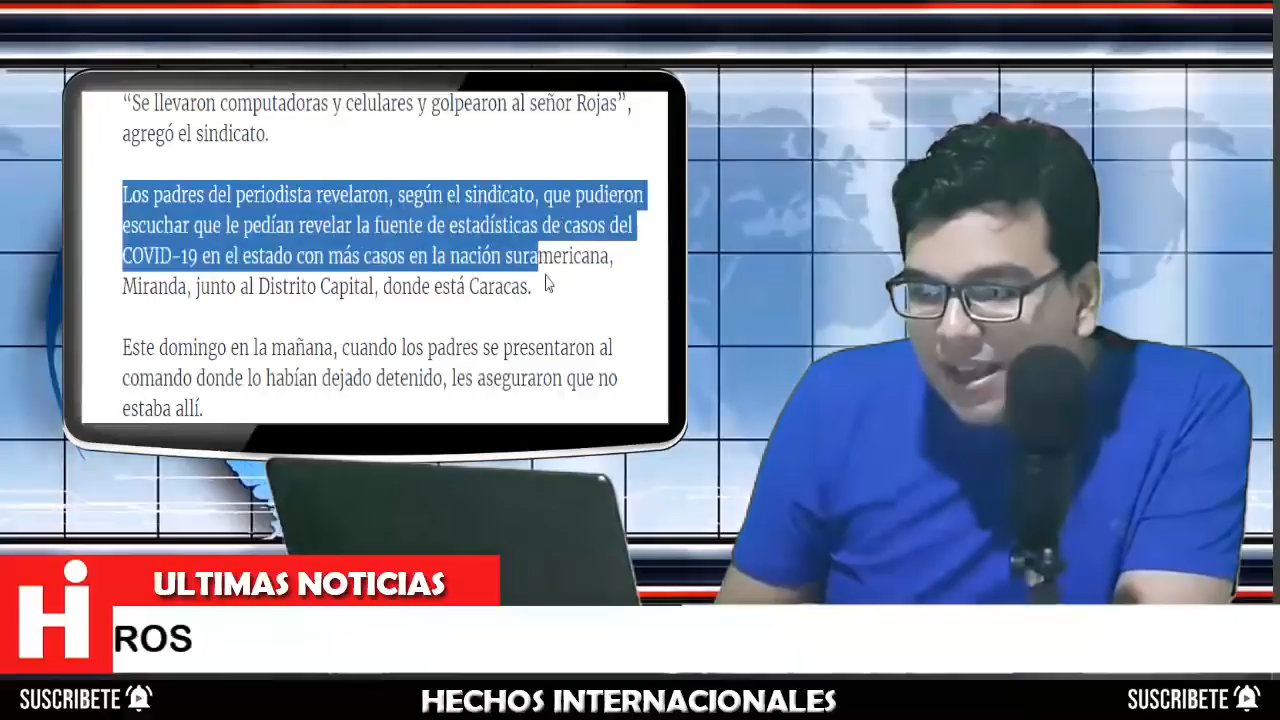 “Se llevaron computadoras y celulares y golpearon al señor Rojas”,
agregó el sindicato.
Los padres del periodista revelaron, según el sindicato, que pudieron
escuchar que le pedían revelar la fuente de estadísticas de casos del
COVID-19 en el estado con más casos en la nación suramericana,
Miranda, junto al Distrito Capital, donde está Caracas.
Este domingo en la mañana, cuando los padres se presentaron al
comando donde lo habían dejado detenido, les aseguraron que no
estaba allí.
Hi
ULTIMAS NOTICIAS
ROS
SUSCRIBETE
HECHOS INTERNACIONALES
SUSCRIBETE